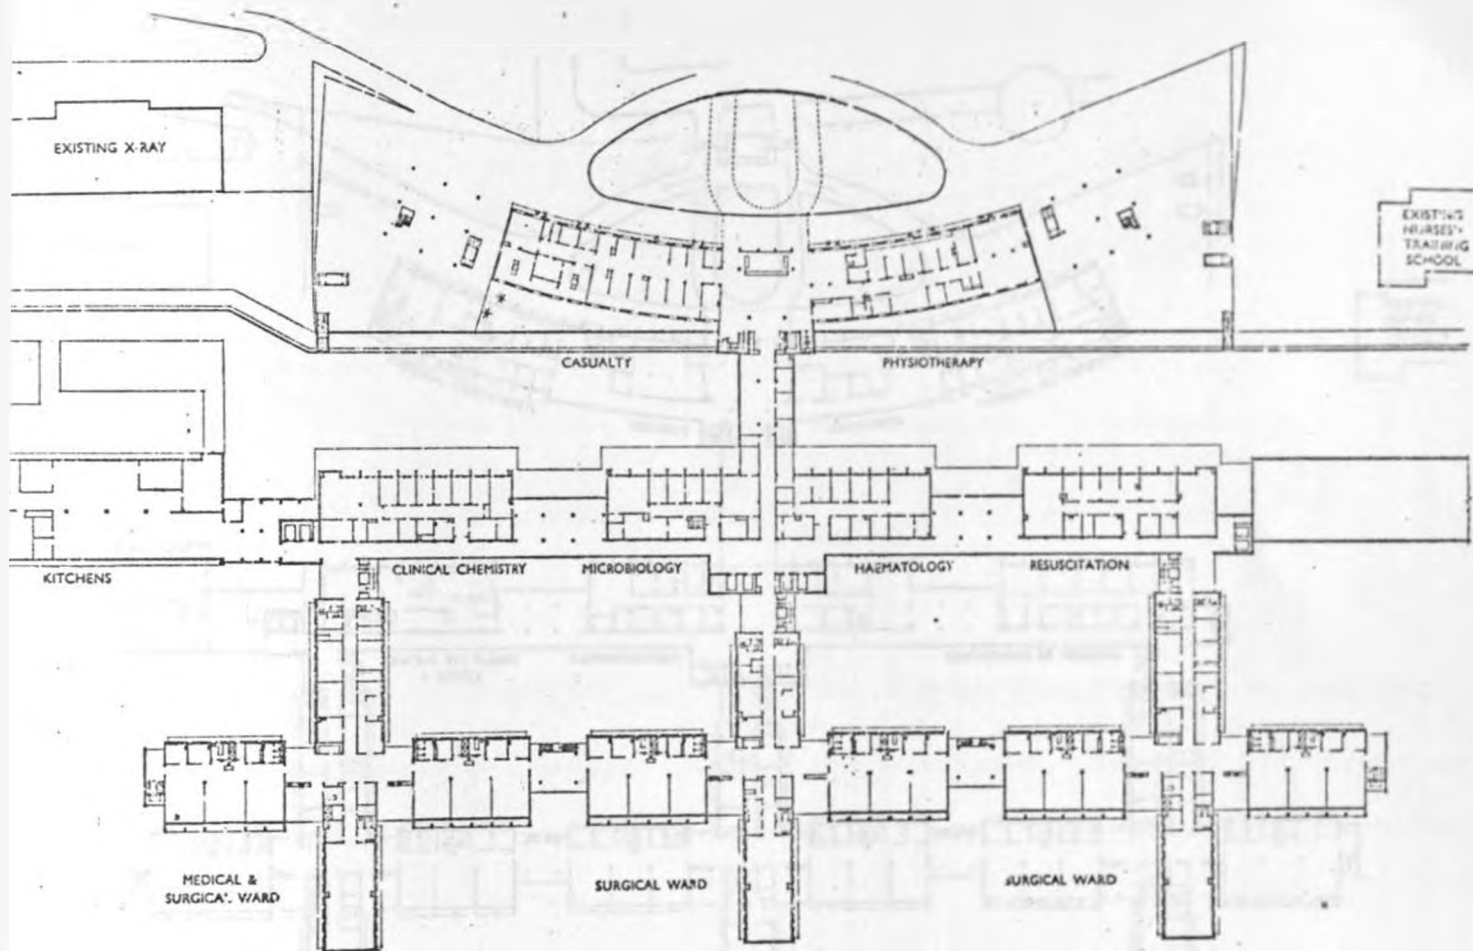 EXISTING X-RAY
EXISTING
NURSES'
TRAINING
SCHOOL
CASUALTY
PHYSIOTHERAPY
KITCHENS
CLINICAL CHEMISTRY
MICROBIOLOGY
HAEMATOLOGY
RESUSCITATION
MEDICAL &
SURGICAL WARD
SURGICAL WARD
SURGICAL WARD